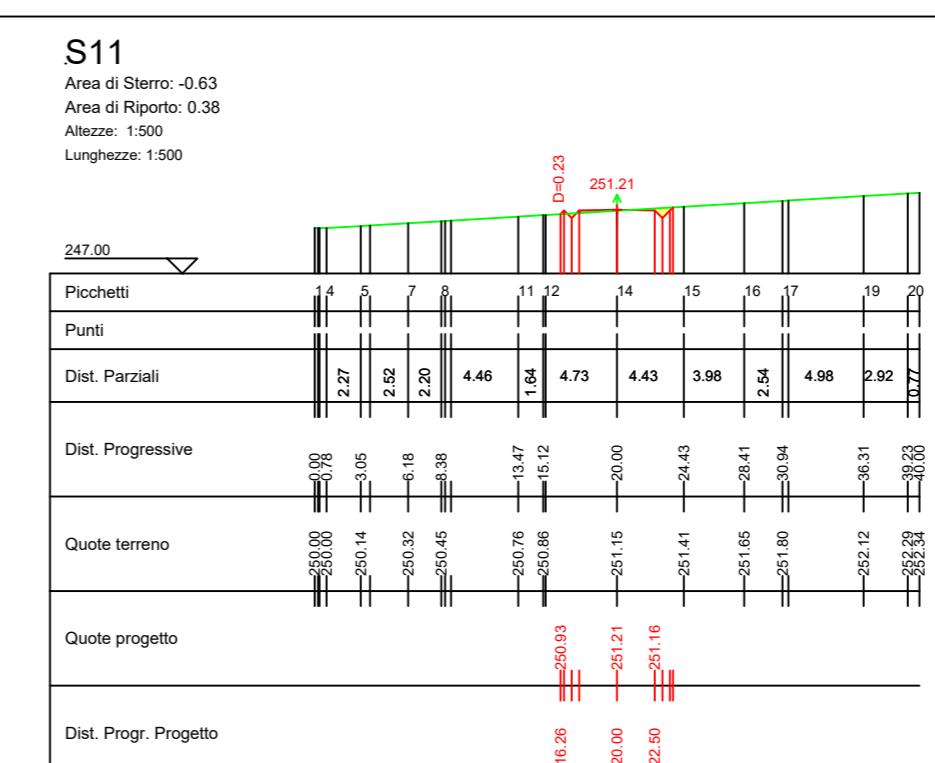 S11
Area di Sterro: -0.63
Area di Riporto: 0.38
Altezze: 1:500
Lunghezze: 1:500
D=0.23
251.21
247.00
Picchetti 1 4 5 7 8 11 12 14 15 16 17 19 20
Punti
Dist. Parziali 2.27 2.52 2.20 4.46 1.64 4.73 4.43 3.98 2.54 4.98 2.92 0.77
Dist. Progressive 0.00 0.78 3.05 6.18 8.38 13.47 15.12 20.00 24.43 28.41 30.94 36.31 39.23 40.00
Quote terreno 250.00 250.00 250.14 250.32 250.45 250.76 250.86 251.15 251.41 251.65 251.80 252.12 252.29 252.34
Quote progetto 250.93 251.21 251.16
Dist. Progr. Progetto 16.26 20.00 22.50